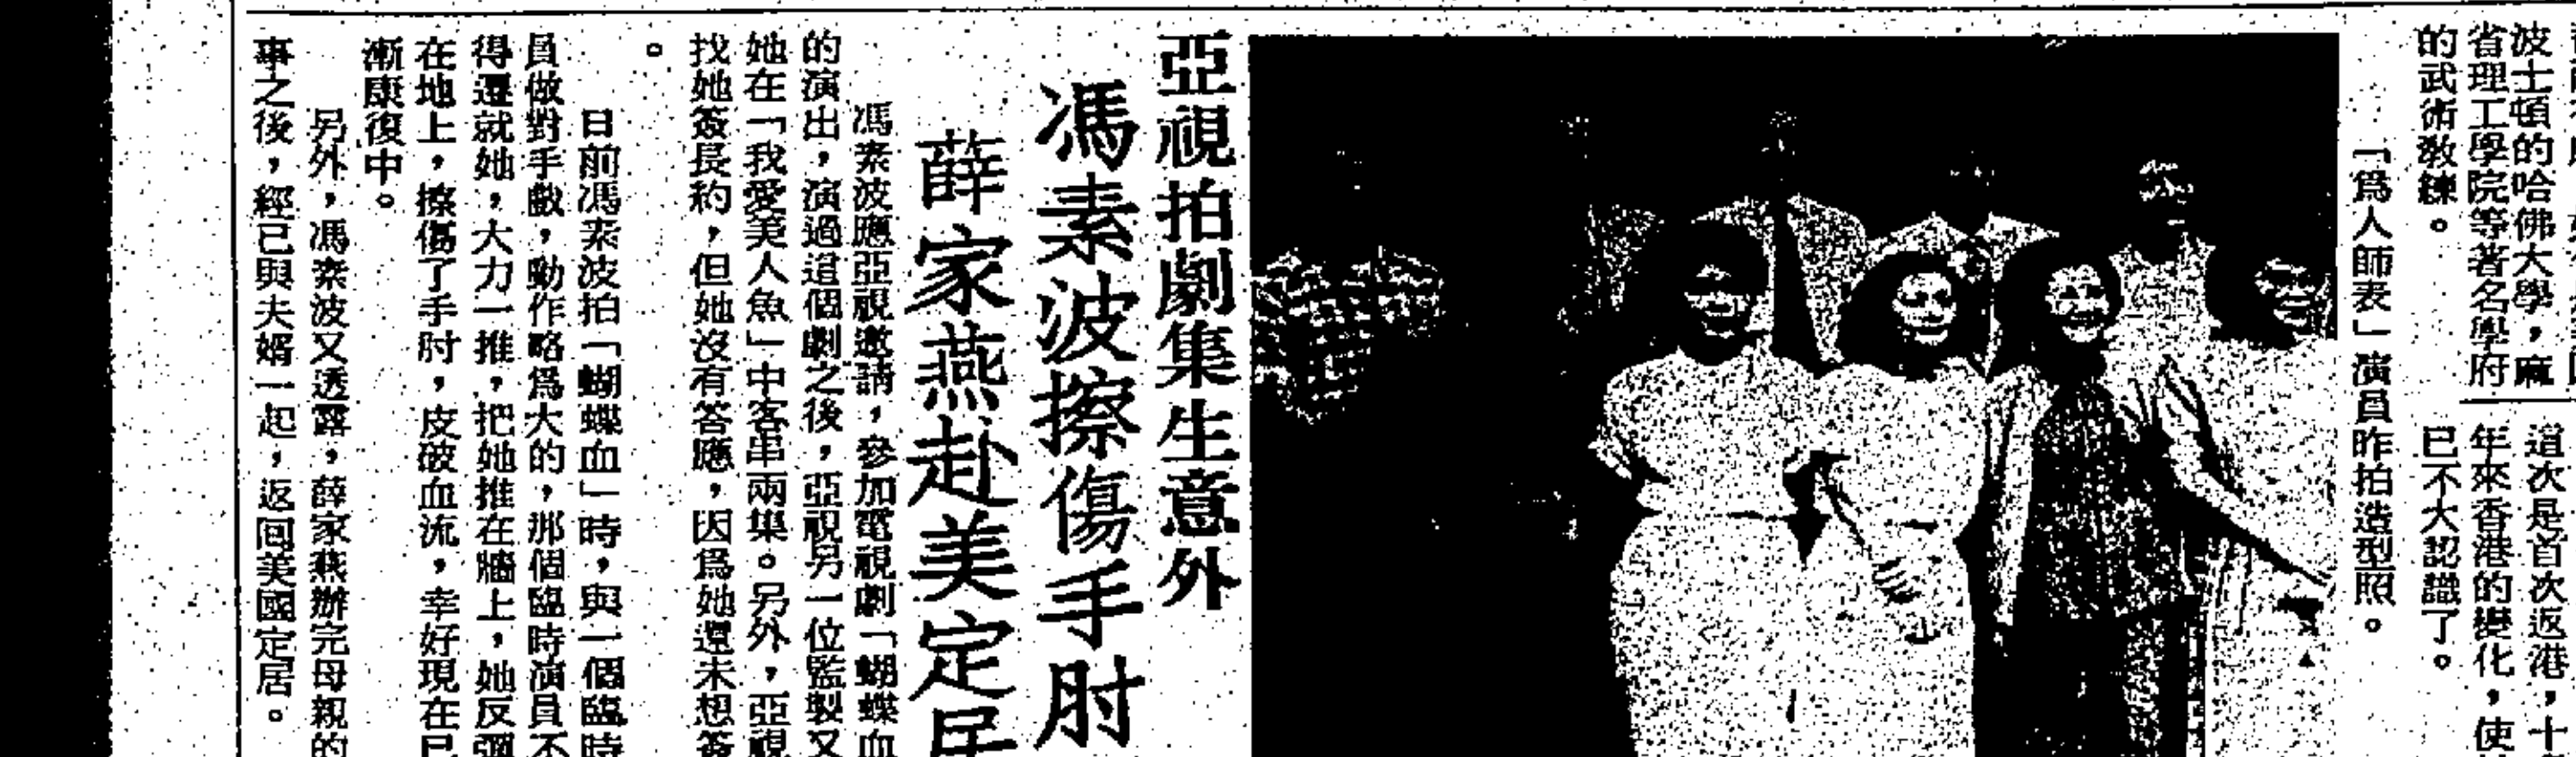 波士頓的哈佛大學，麻
省理工學院等著名學府
的武術教練。
這次是首次返港，十
年來香港的變化，使
已不大認識了。
「爲人師表」演員昨拍造型照。
亞視拍劇集生意外
馮素波擦傷手肘
薛家燕赴美定居
馮素波應亞視邀請，參加電視劇「蝴蝶血
的演出，演過這個劇之後，亞視另一位監製又
她在「我愛美人魚」中客串兩集。另外，亞視
找她簽長約，但她沒有答應，因爲她還未想簽
。
日前馮素波拍「蝴蝶血」時，與一個臨時
員做對手戲，動作略爲大的，那個臨時演員不
得遷就她，大力一推，把她推在牆上，她反彈
在地上，擦傷了手肘，皮破血流，幸好現在已
漸康復中。
另外，馮素波又透露，薛家燕辦完母親的
事之後，經已與夫婿一起，返回美國定居。